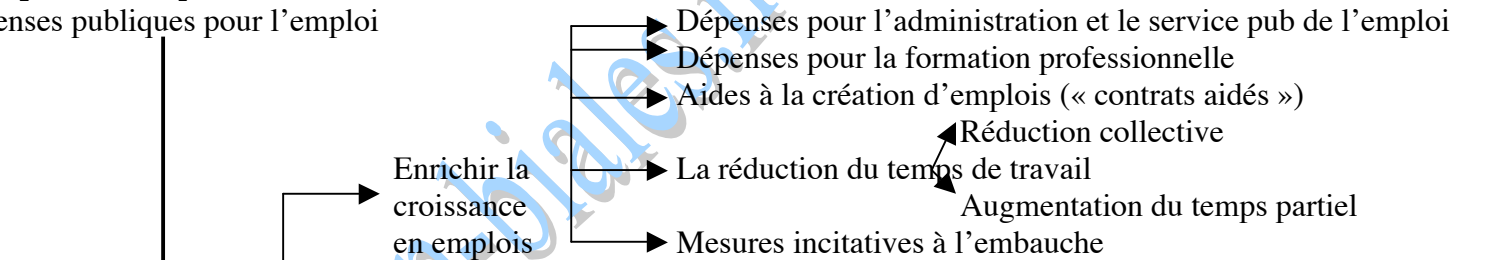 publiques pour l’emploi
Dépenses pour l’administration et le service pub de l’emploi
Dépenses pour la formation professionnelle
Aides à la création d’emplois (« contrats aidés »)
Réduction collective
La réduction du temps de travail
Augmentation du temps partiel
Mesures incitatives à l’embauche
Enrichir la
croissance
en emplois